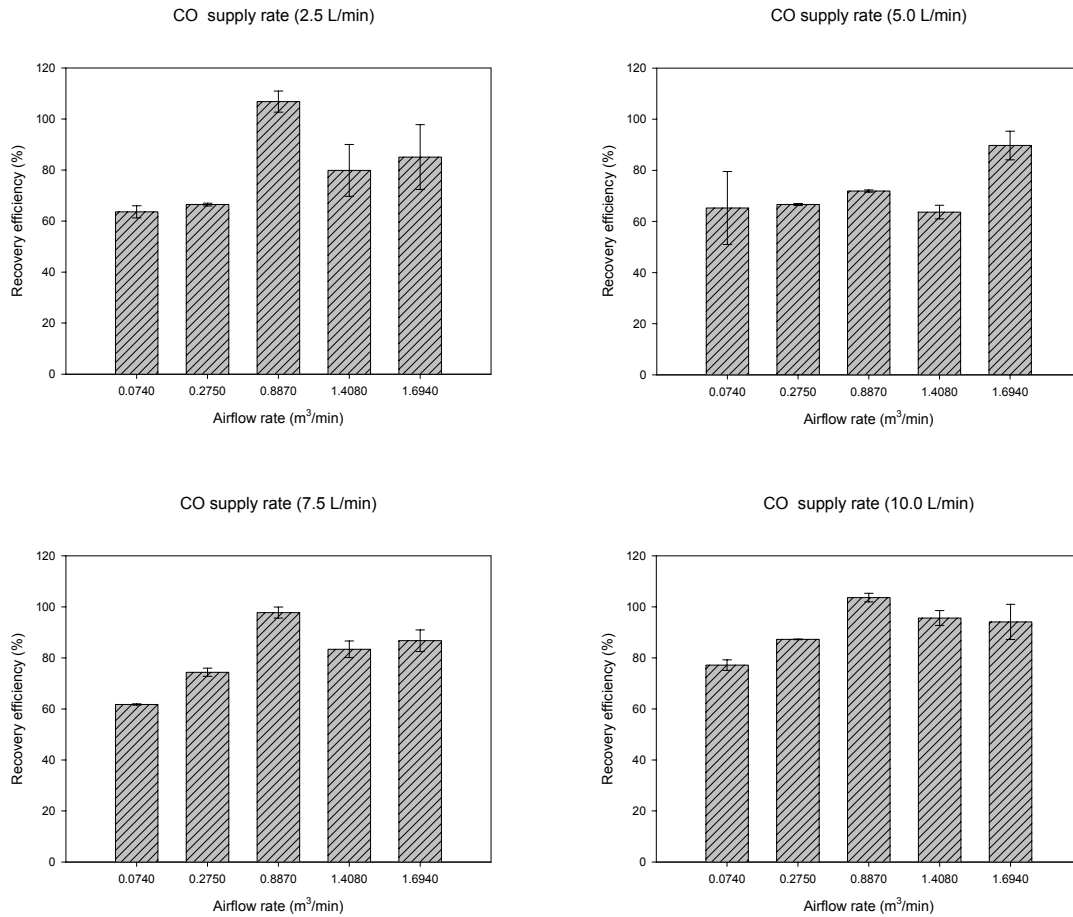 CO  supply rate (2.5 L/min)
120
100
80
60
40
20
0
Recovery efficiency (%)
0.0740 0.2750 0.8870 1.4080 1.6940
Airflow rate (m³/min)
CO supply rate (5.0 L/min)
120
100
80
60
40
20
0
Recovery efficiency (%)
0.0740 0.2750 0.8870 1.4080 1.6940
Airflow rate (m³/min)
CO supply rate (7.5 L/min)
120
100
80
60
40
20
0
Recovery efficiency (%)
0.0740 0.2750 0.8870 1.4080 1.6940
Airflow rate (m³/min)
CO  supply rate (10.0 L/min)
120
100
80
60
40
20
0
Recovery efficiency (%)
0.0740 0.2750 0.8870 1.4080 1.6940
Airflow rate (m³/min)